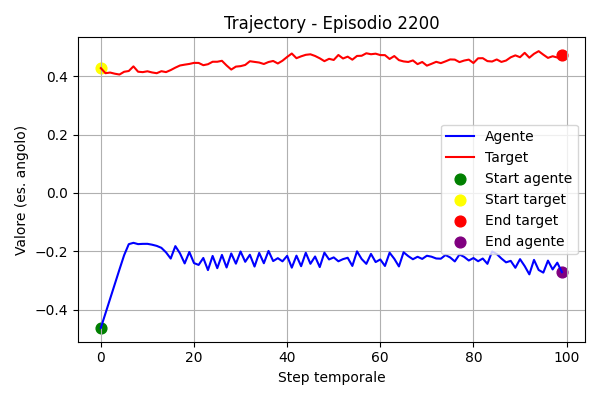 Trajectory - Episodio 2200
Valore (es. angolo)
0.4
0.2
0.0
−0.2
−0.4
Agente
Target
Start agente
Start target
End target
End agente
0 20 40 60 80 100
Step temporale